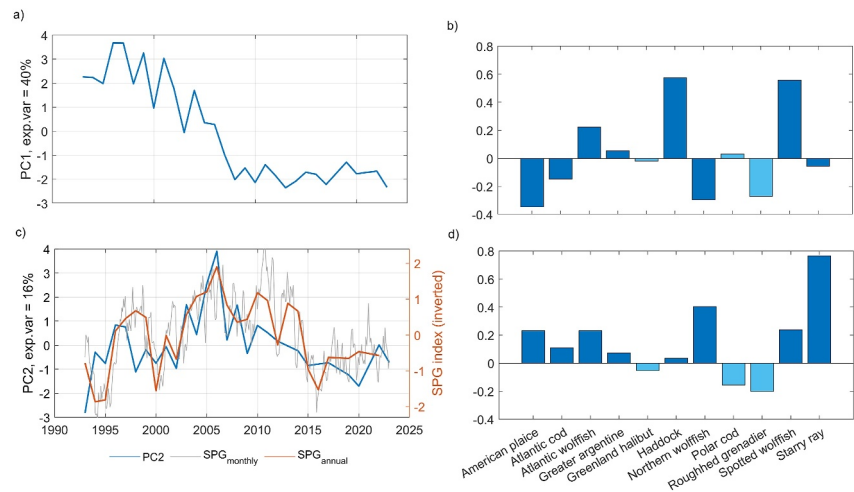 a)
4
3
2
1
0
-1
-2
-3
PC1, exp.var = 40%
b)
0.8
0.6
0.4
0.2
0
-0.2
-0.4
c)
4
3
2
1
0
-1
-2
-3
PC2, exp.var = 16%
2
1
0
-1
-2
SPG index (inverted)
1990 1995 2000 2005 2010 2015 2020 2025
PC2 SPGmonthly SPGannual
d)
0.8
0.6
0.4
0.2
0
-0.2
-0.4
American plaice
Atlantic cod
Atlantic wolffish
Greater argentine
Greenland halibut
Haddock
Northern wolffish
Polar cod
Roughhed grenadier
Spotted wolffish
Starry ray